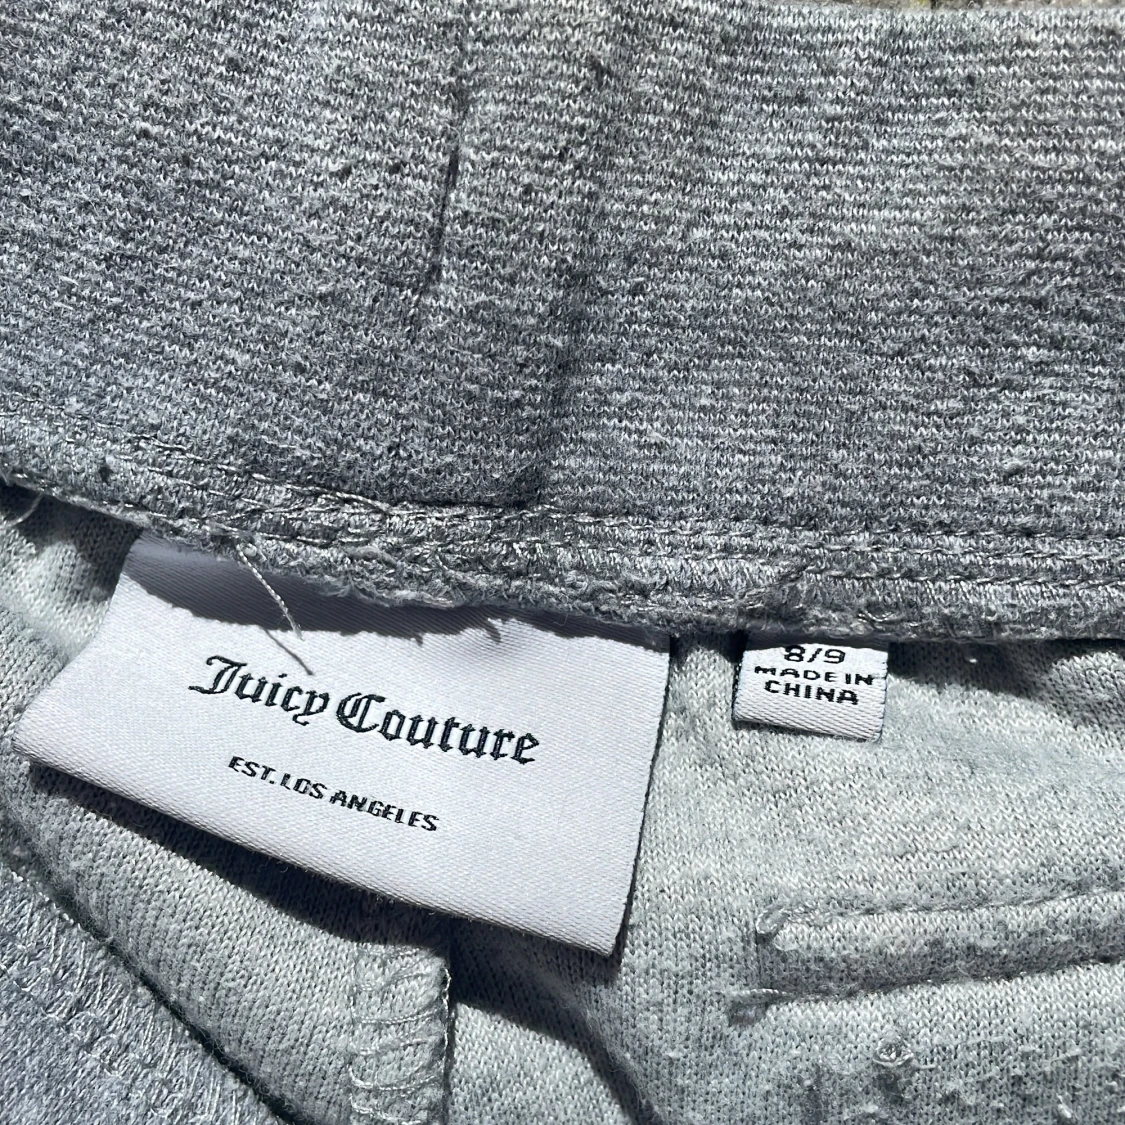 Juicy Couture
EST. LOS ANGELES
8/9
MADE IN
CHINA